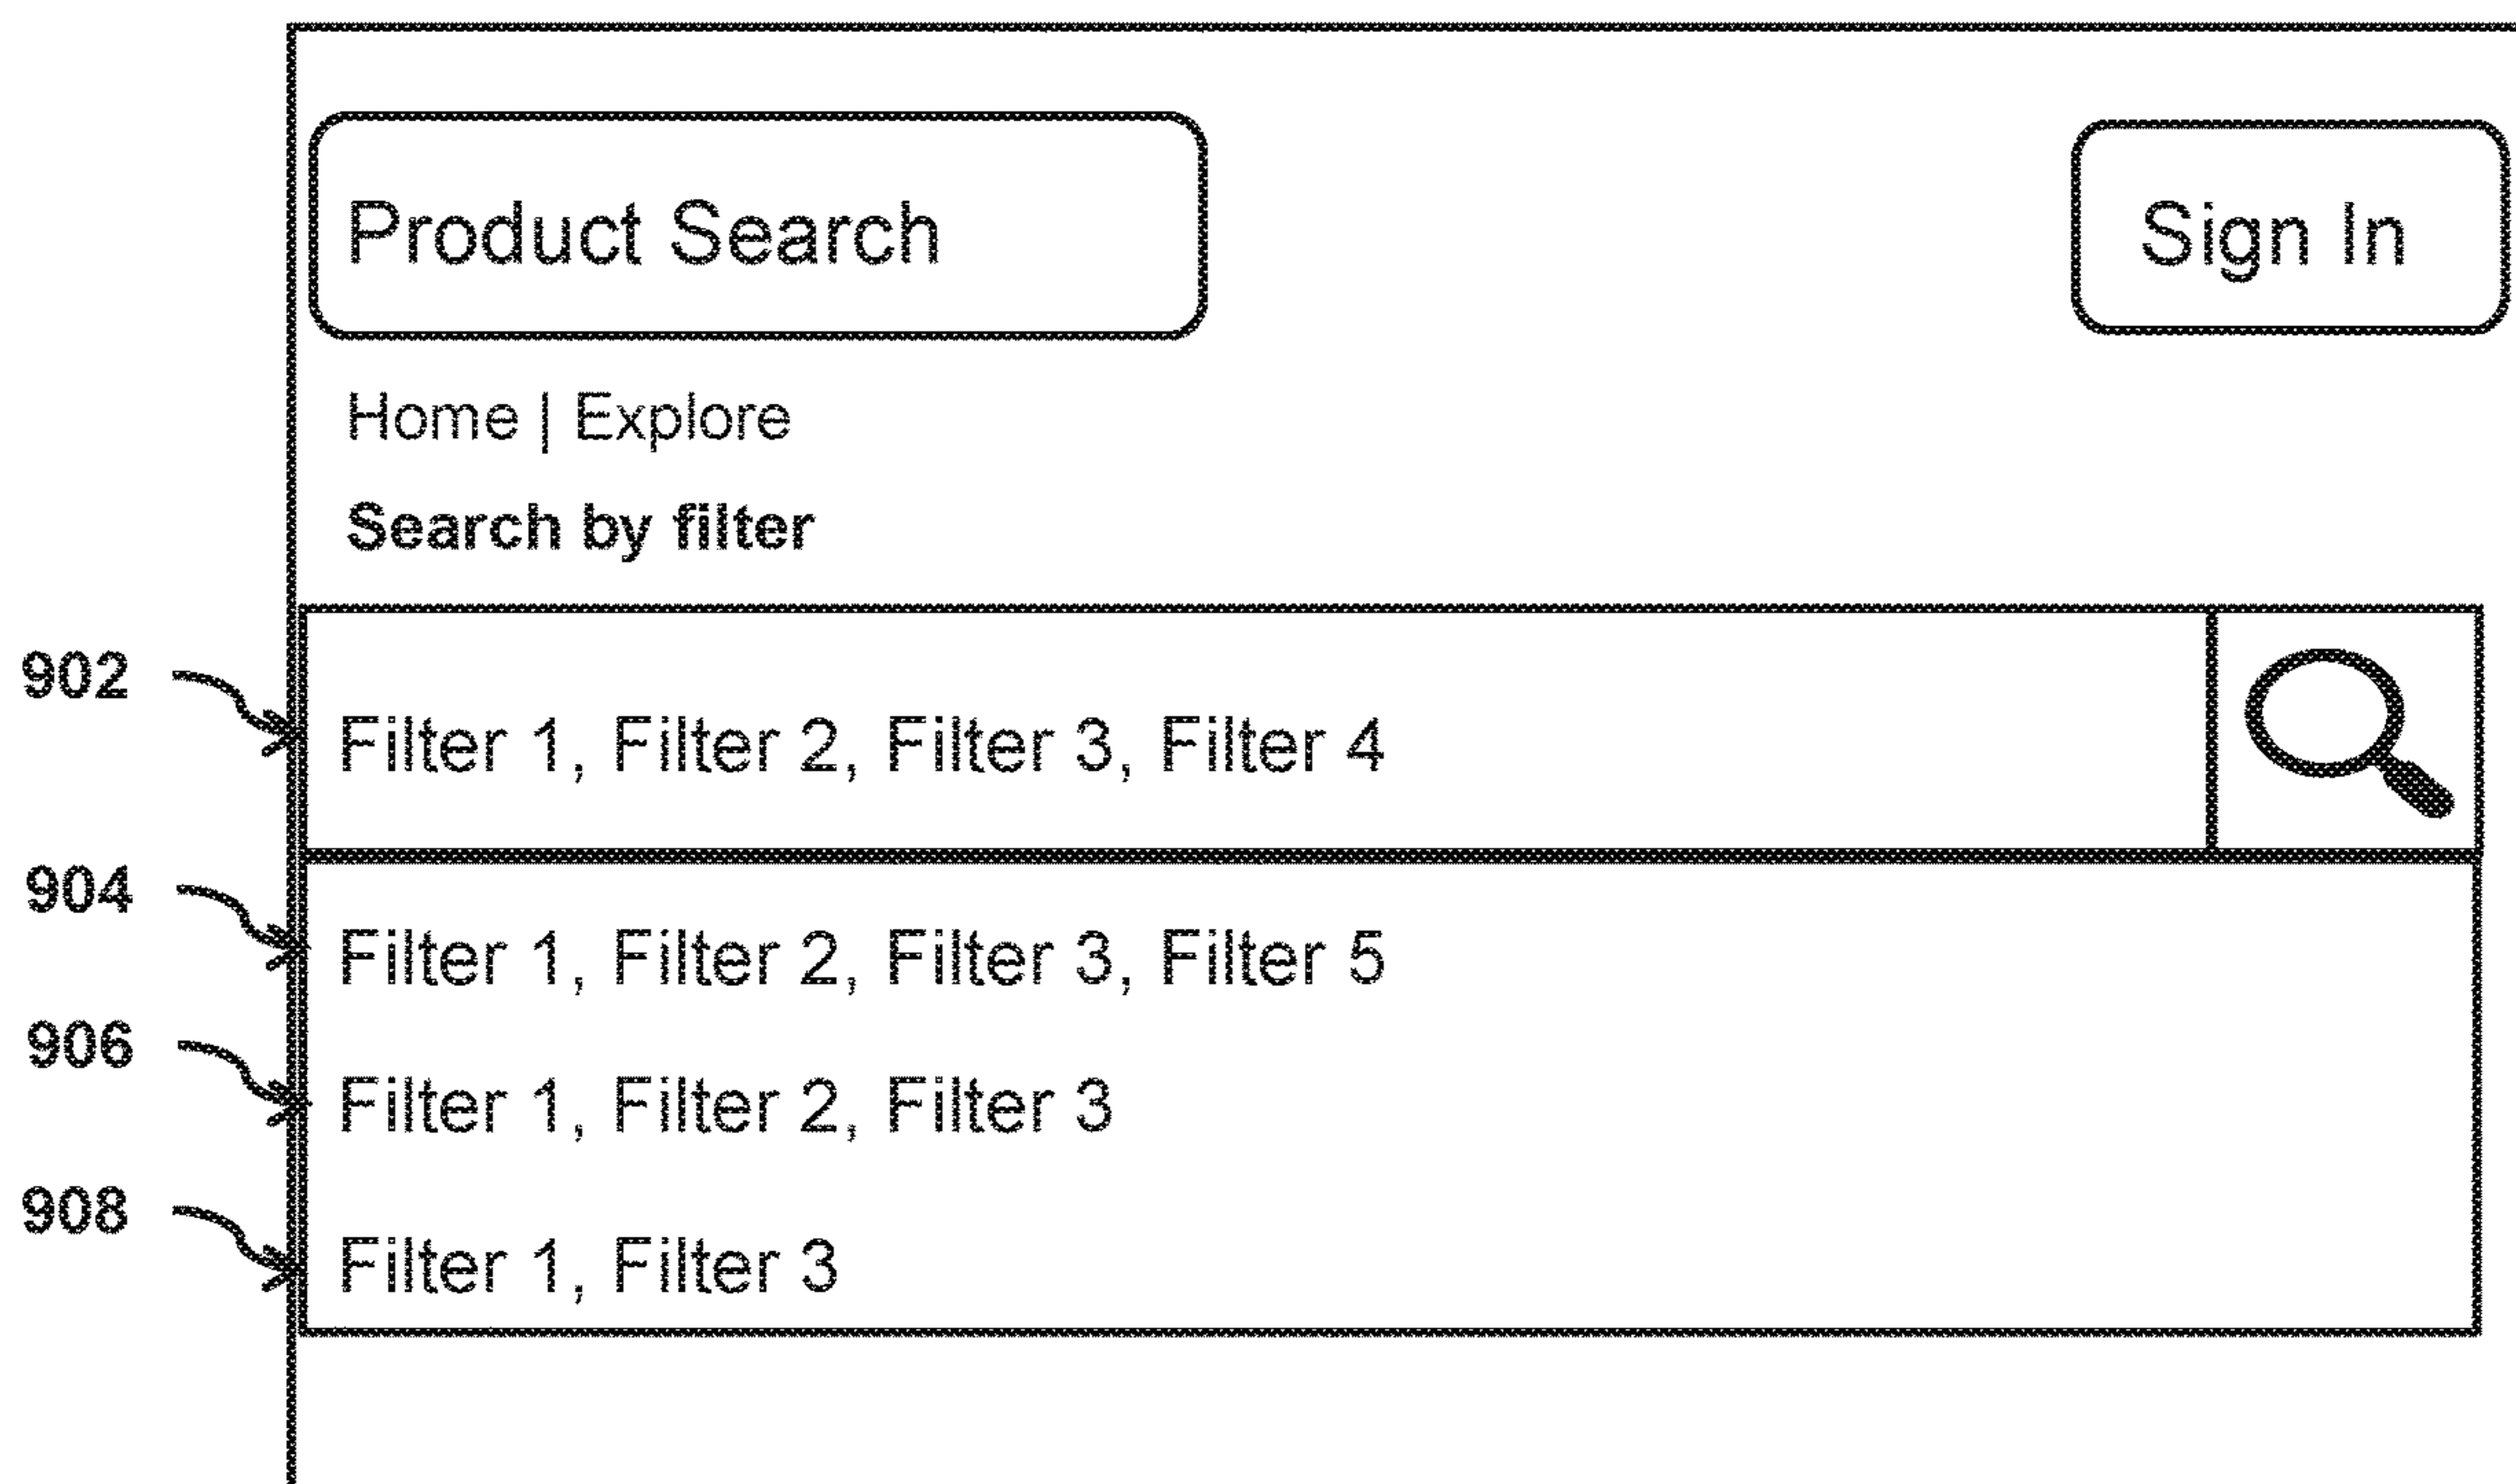 Product Search
Sign In
Home | Explore
Search by filter
902
Filter 1, Filter 2, Filter 3, Filter 4
904
Filter 1, Filter 2, Filter 3, Filter 5
906
Filter 1, Filter 2, Filter 3
908
Filter 1, Filter 3